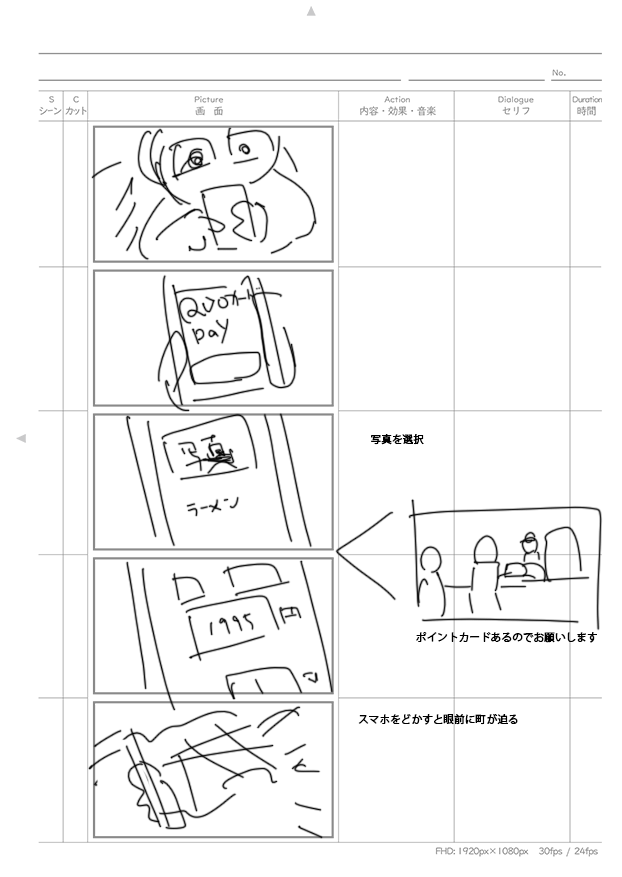 No.
S C Picture Action Dialogue Duration
シーン カット 画 面 内容・効果・音楽 セリフ 時間
QUOカード
pay
写真を選択
写真
ラーメン
1995 円
ポイントカードあるのでお願いします
スマホをどかすと眼前に町が迫る
FHD: 1920px×1080px 30fps / 24fps